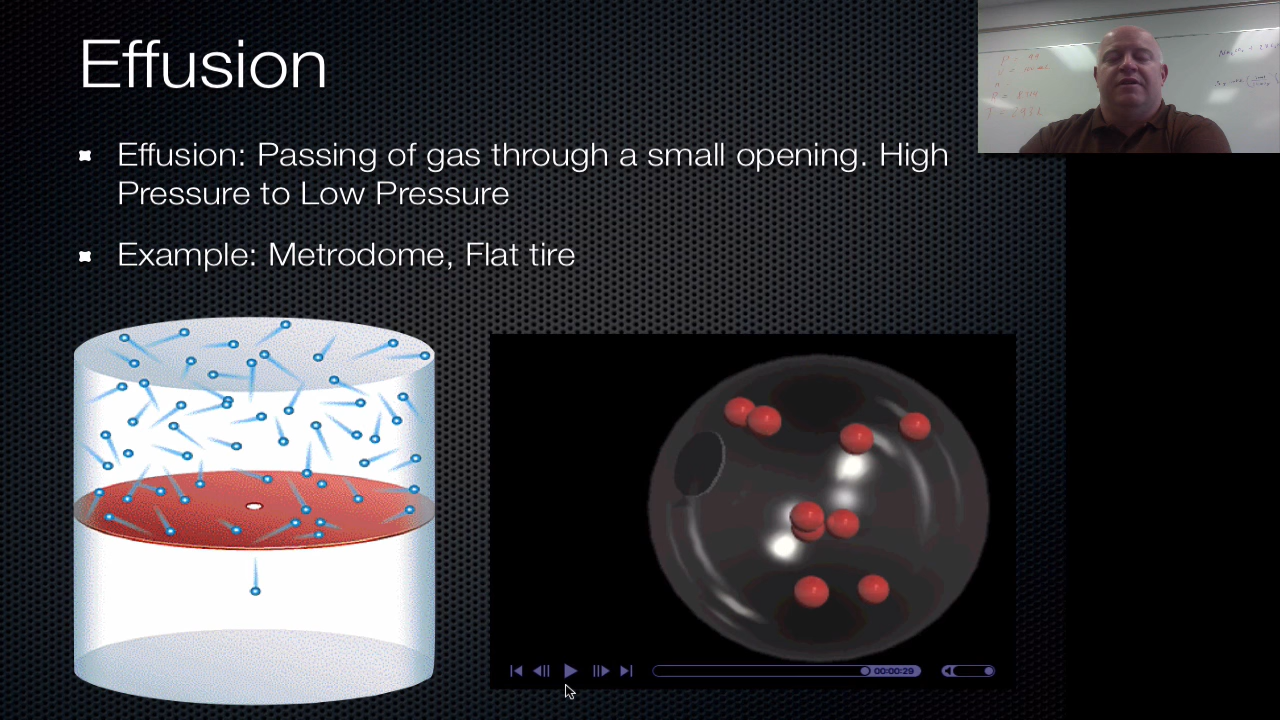 Effusion
Effusion: Passing of gas through a small opening. High
Pressure to Low Pressure
Example: Metrodome, Flat tire
00:00:29